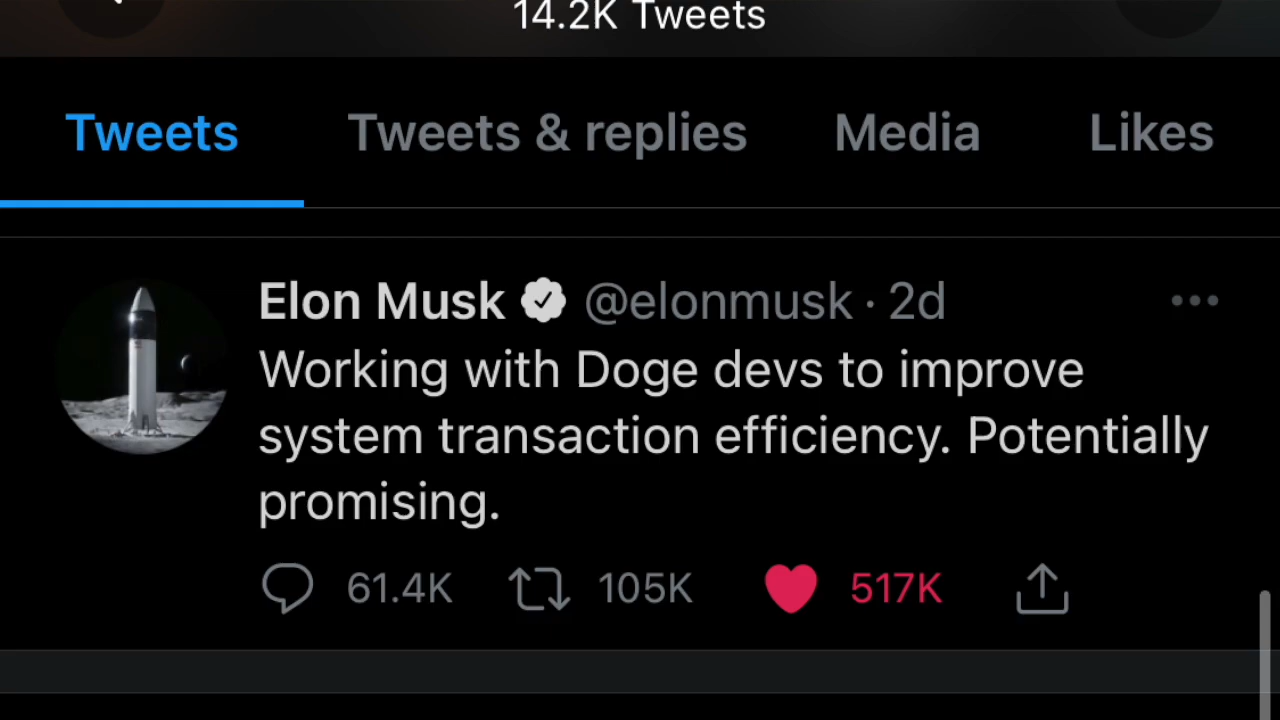 14.2K Tweets
Tweets Tweets & replies Media Likes
Elon Musk @elonmusk · 2d
Working with Doge devs to improve
system transaction efficiency. Potentially
promising.
61.4K 105K 517K